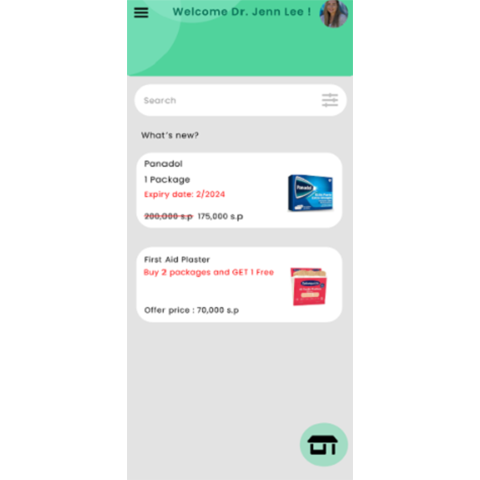 Welcome Dr. Jenn Lee !
Search
What's new?
Panadol
1 Package
Expiry date: 2/2024
200,000 s.p 175,000 s.p
Panadol
First Aid Plaster
Buy 2 packages and GET 1 Free
Offer price : 70,000 s.p